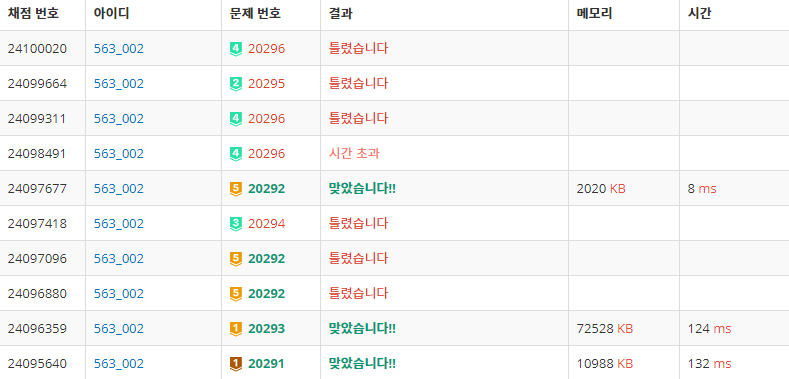 채점 번호 아이디 문제 번호 결과 메모리 시간
24100020 563_002 4 20296 틀렸습니다
24099664 563_002 2 20295 틀렸습니다
24099311 563_002 4 20296 틀렸습니다
24098491 563_002 4 20296 시간 초과
24097677 563_002 5 20292 맞았습니다!! 2020 KB 8 ms
24097418 563_002 3 20294 틀렸습니다
24097096 563_002 5 20292 틀렸습니다
24096880 563_002 5 20292 틀렸습니다
24096359 563_002 1 20293 맞았습니다!! 72528 KB 124 ms
24095640 563_002 1 20291 맞았습니다!! 10988 KB 132 ms